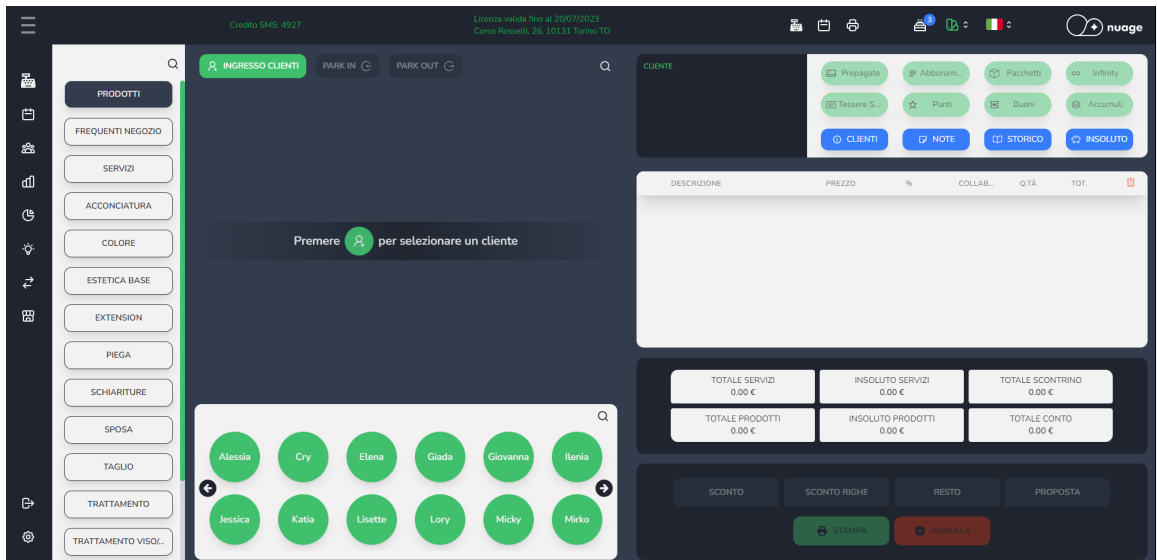 Credito SMS: 4927
Licenza valida fino al 20/07/2023
Corso Rosselli, 26, 10131 Torino TO
3
nuage
PRODOTTI
FREQUENTI NEGOZIO
SERVIZI
ACCONCIATURA
COLORE
ESTETICA BASE
EXTENSION
PIEGA
SCHIARITURE
SPOSA
TAGLIO
TRATTAMENTO
TRATTAMENTO VISO/...
INGRESSO CLIENTI
PARK IN
PARK OUT
Premere per selezionare un cliente
Alessia
Cry
Elena
Giada
Giovanna
Ilenia
Jessica
Katia
Lisette
Lory
Micky
Mirko
CLIENTE
Prepagate
Abbonam...
Pacchetti
Infinity
Tessere S...
Punti
Buoni
Accumuli
CLIENTI
NOTE
STORICO
INSOLUTO
DESCRIZIONE PREZZO % COLLAB... Q.TÀ TOT.
TOTALE SERVIZI
0.00 €
INSOLUTO SERVIZI
0.00 €
TOTALE SCONTRINO
0.00 €
TOTALE PRODOTTI
0.00 €
INSOLUTO PRODOTTI
0.00 €
TOTALE CONTO
0.00 €
SCONTO
SCONTO RIGHE
RESTO
PROPOSTA
STAMPA
ANNULLA